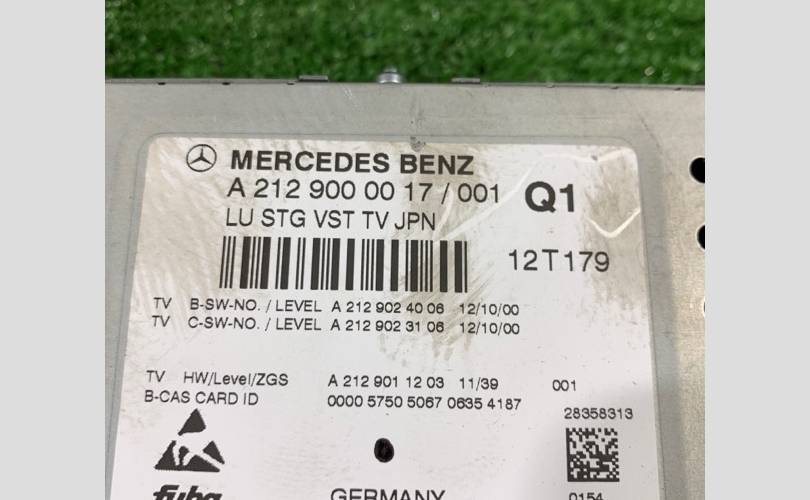 MERCEDES BENZ
A 212 900 00 17 / 001 Q1
LU STG VST TV JPN
12T179
TV B-SW-NO. / LEVEL A 212 902 40 06 12/10/00
TV C-SW-NO. / LEVEL A 212 902 31 06 12/10/00
TV HW/Level/ZGS A 212 901 12 03 11/39 001
B-CAS CARD ID 0000 5750 5067 0635 4187
28358313
fuba GERMANY 0154